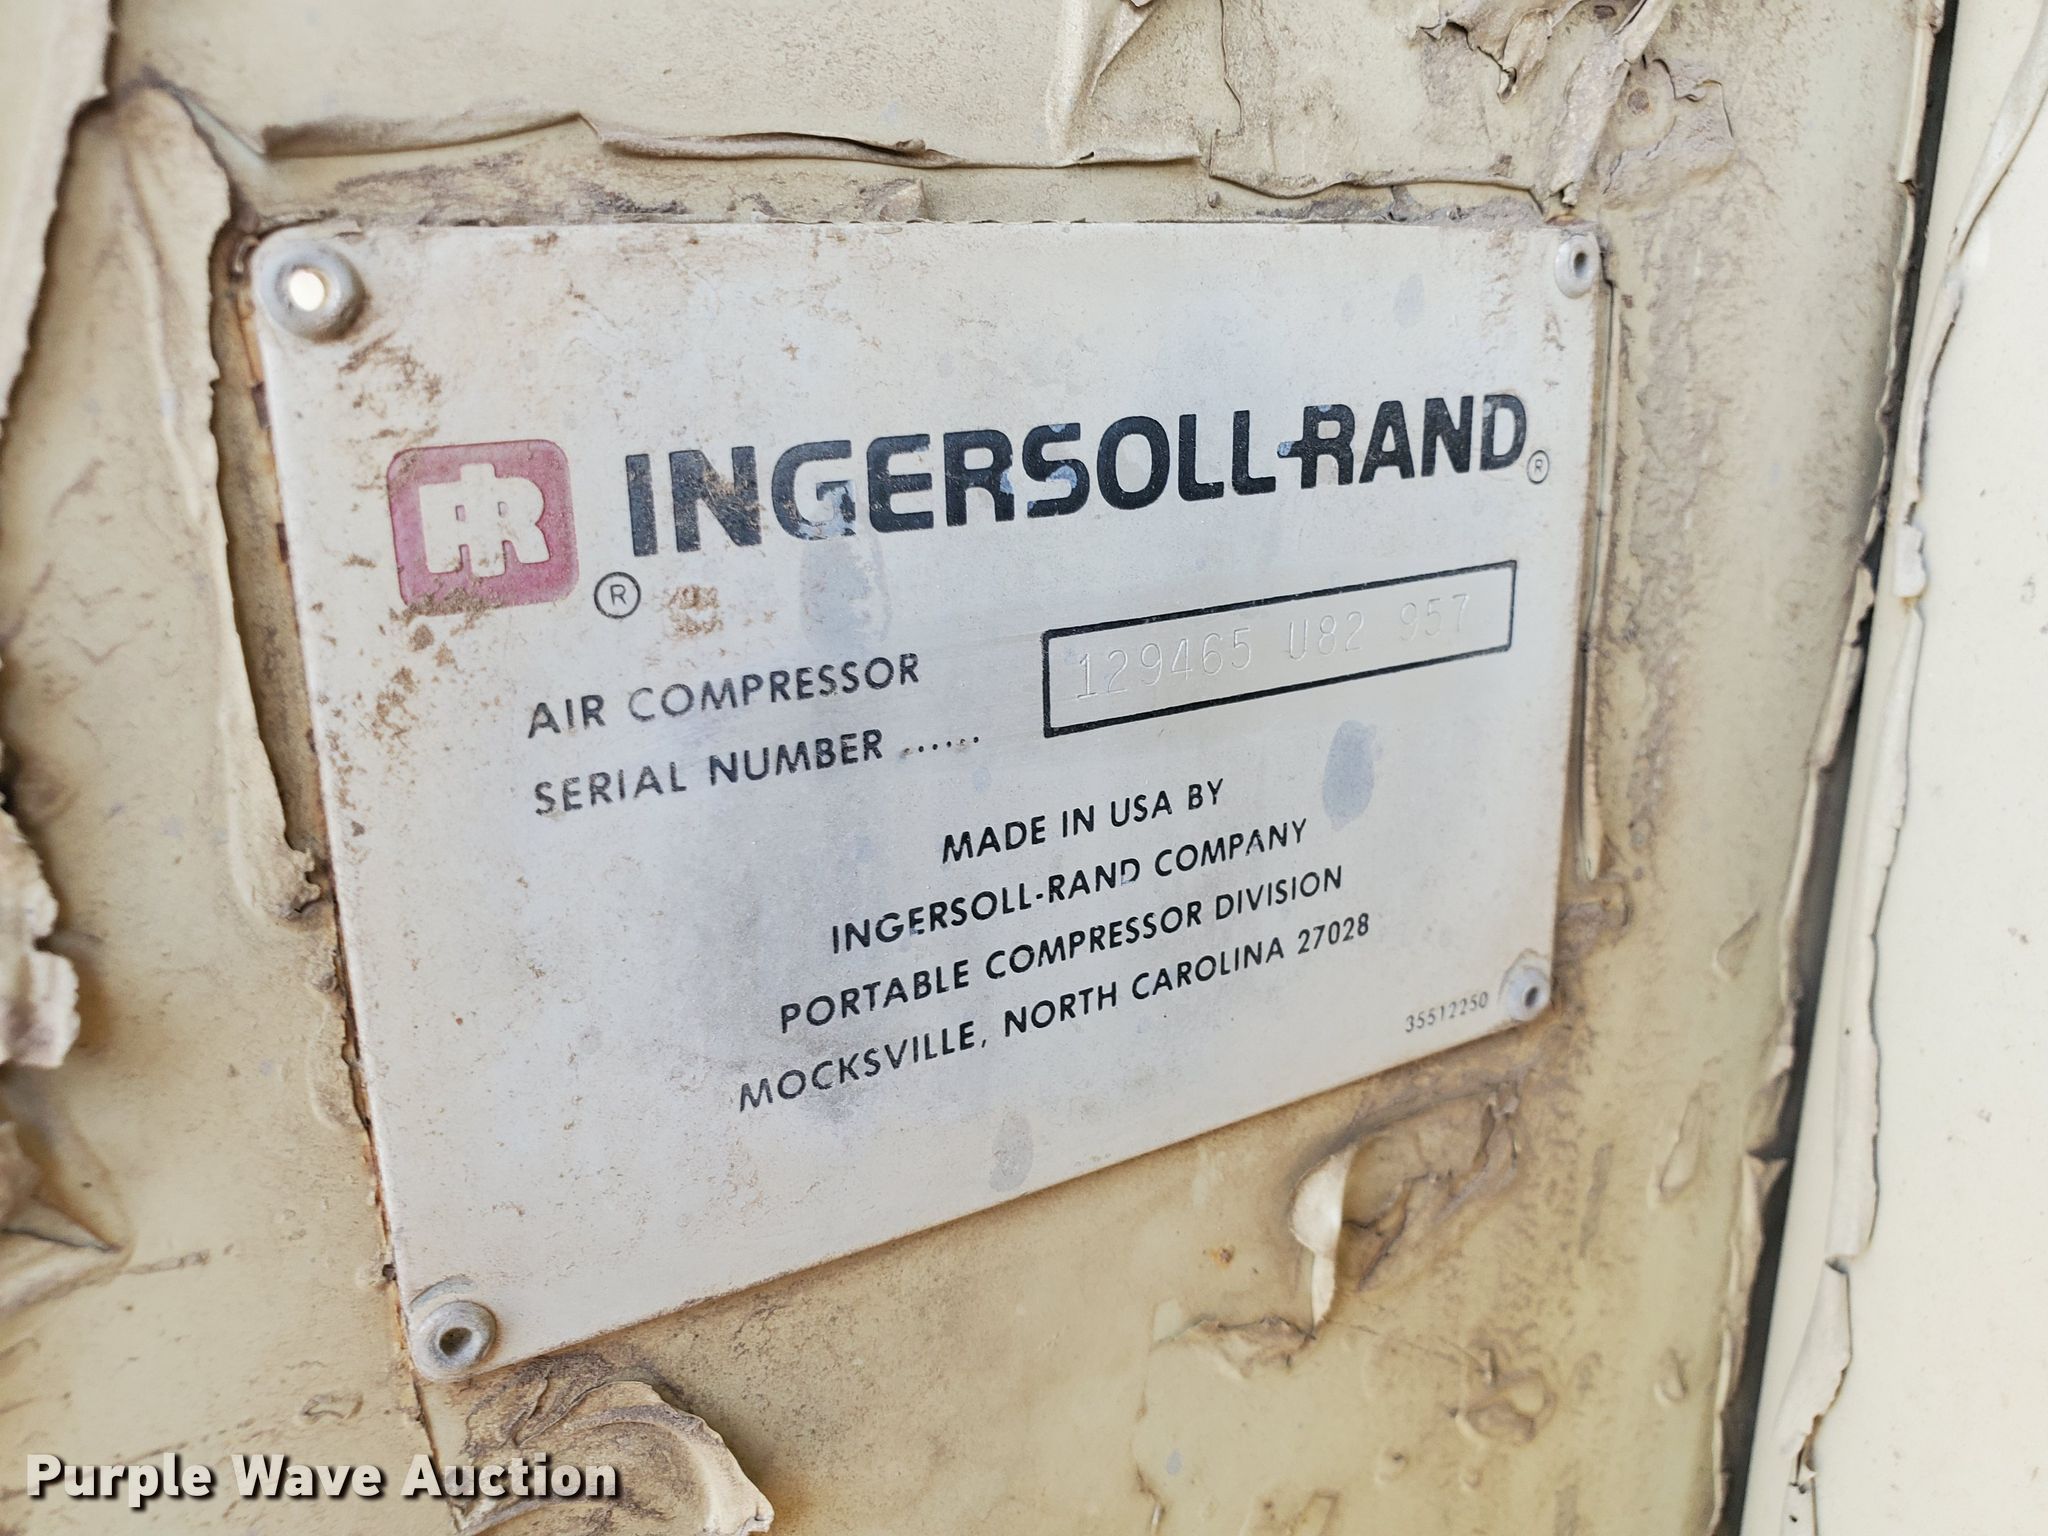 IR ® INGERSOLL-RAND®
AIR COMPRESSOR
SERIAL NUMBER ...... 129465 U82 957
MADE IN USA BY
INGERSOLL-RAND COMPANY
PORTABLE COMPRESSOR DIVISION
MOCKSVILLE, NORTH CAROLINA 27028
35512250
Purple Wave Auction